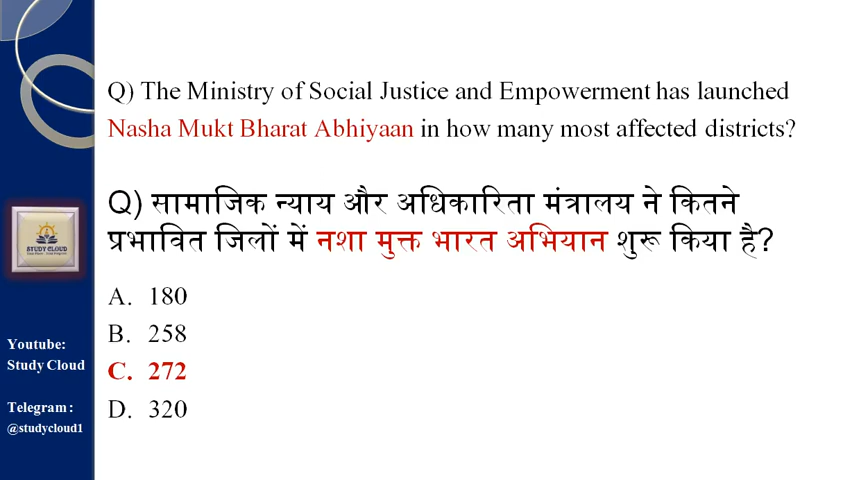 Q) The Ministry of Social Justice and Empowerment has launched
Nasha Mukt Bharat Abhiyaan in how many most affected districts?
Q) सामाजिक न्याय और अधिकारिता मंत्रालय ने कितने
प्रभावित जिलों में नशा मुक्त भारत अभियान शुरू किया है?
A. 180
B. 258
C. 272
D. 320
STUDY CLOUD
Youtube:
Study Cloud
Telegram :
@studycloud1